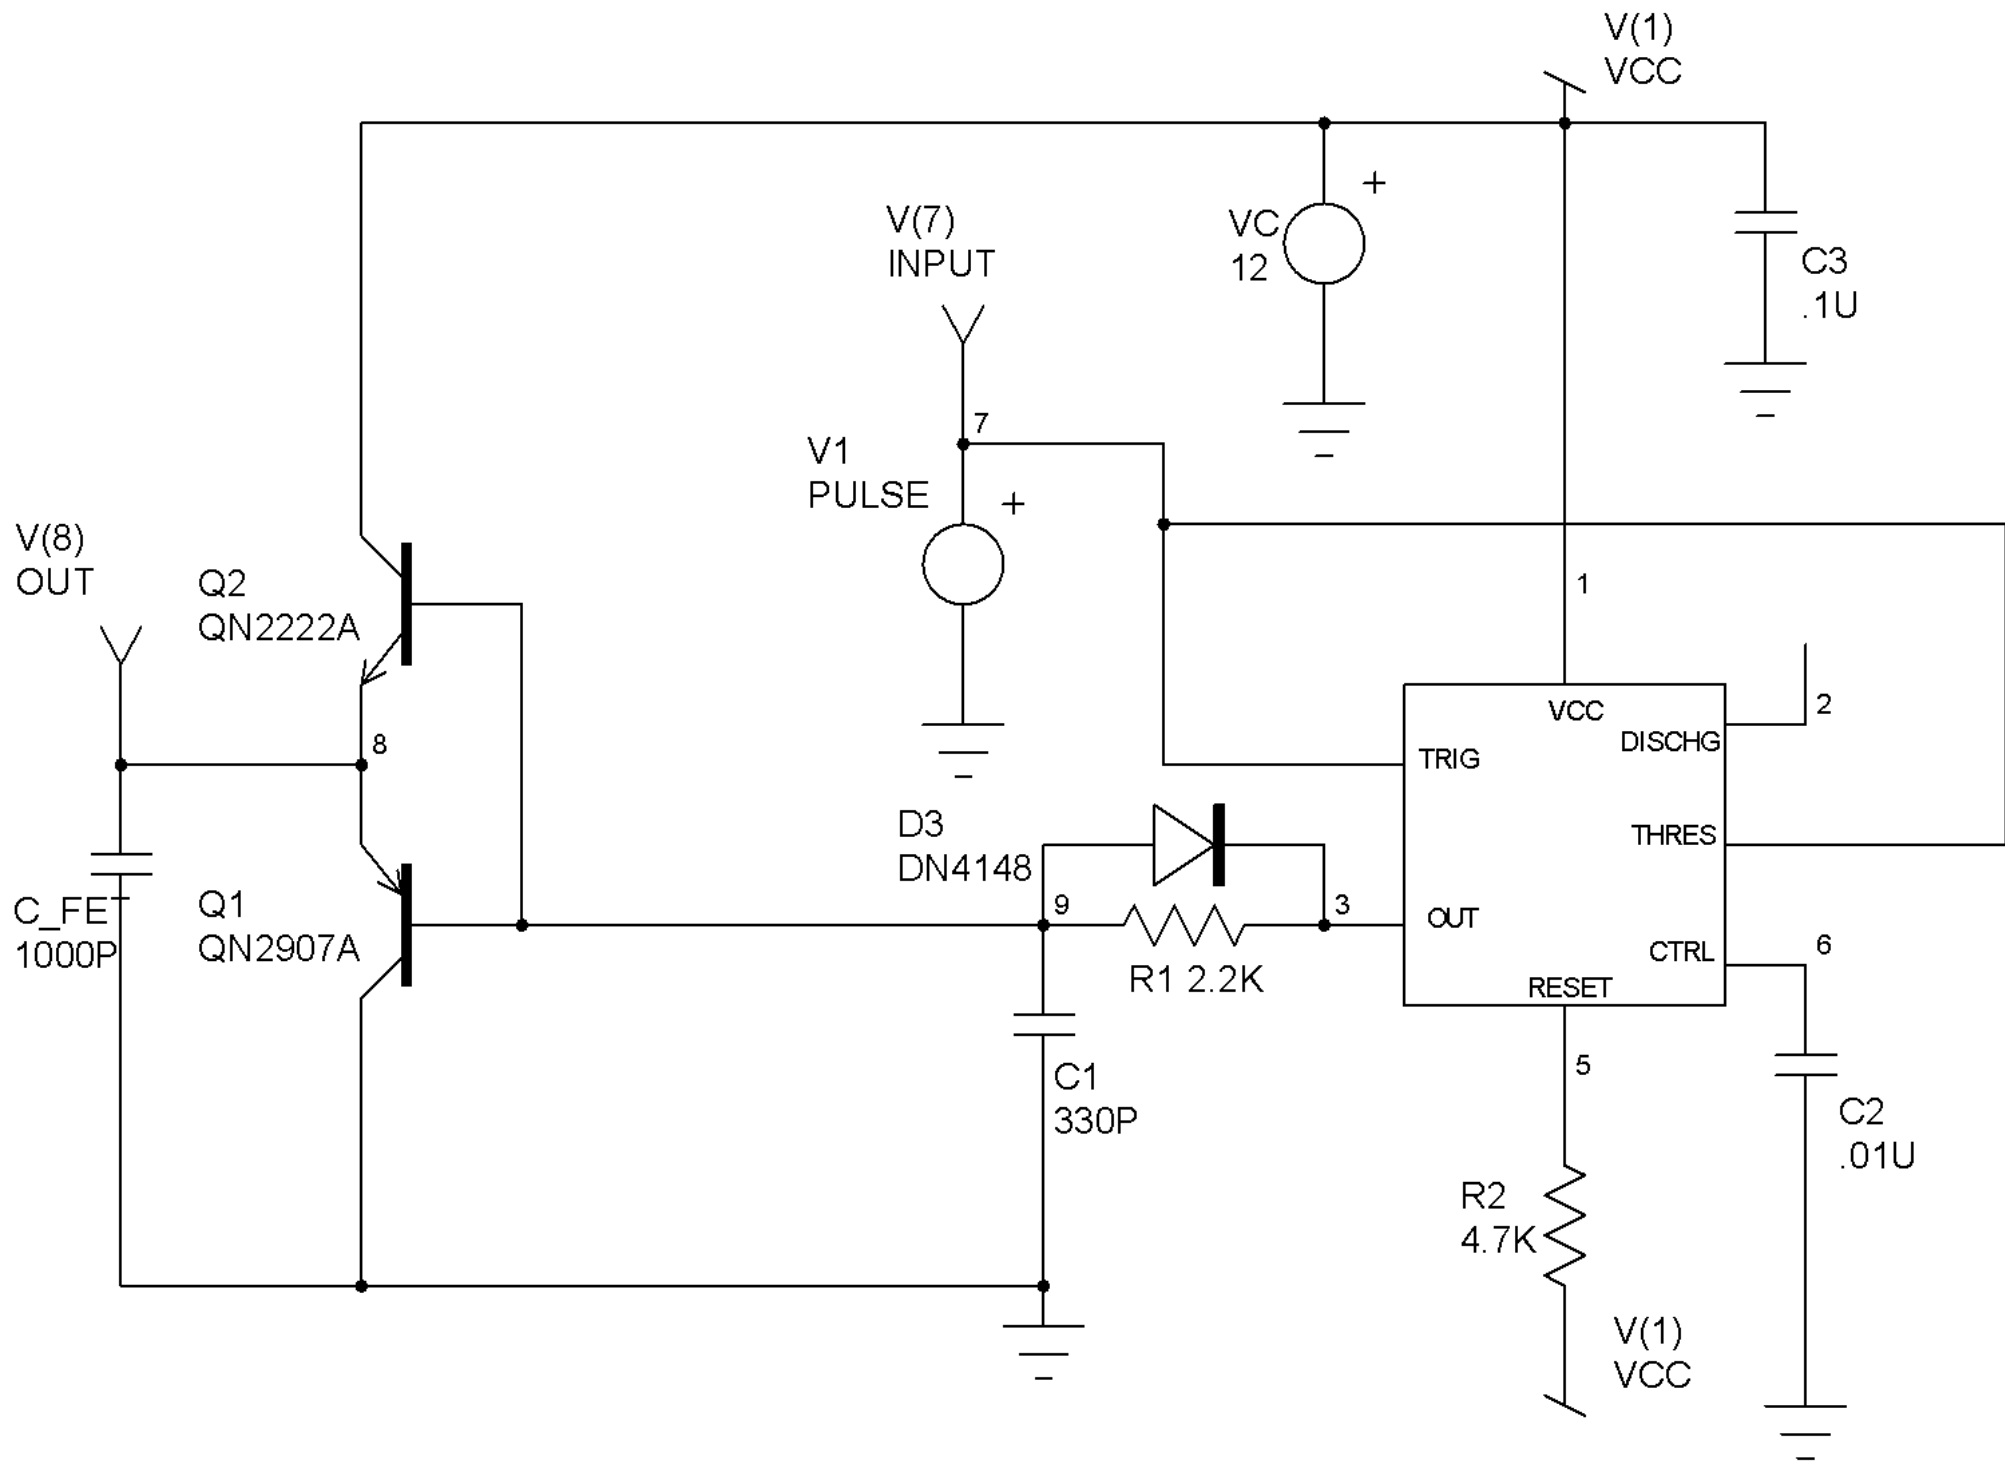 V(1)
VCC
+
VC
12
V(7)
INPUT
C3
.1U
7
V1
PULSE
+
V(8)
OUT
Q2
QN2222A
1
VCC
2
DISCHG
8
TRIG
D3
DN4148
THRES
C_FET
1000P
Q1
QN2907A
9
3
OUT
R1 2.2K
CTRL
6
RESET
5
C1
330P
C2
.01U
R2
4.7K
V(1)
VCC